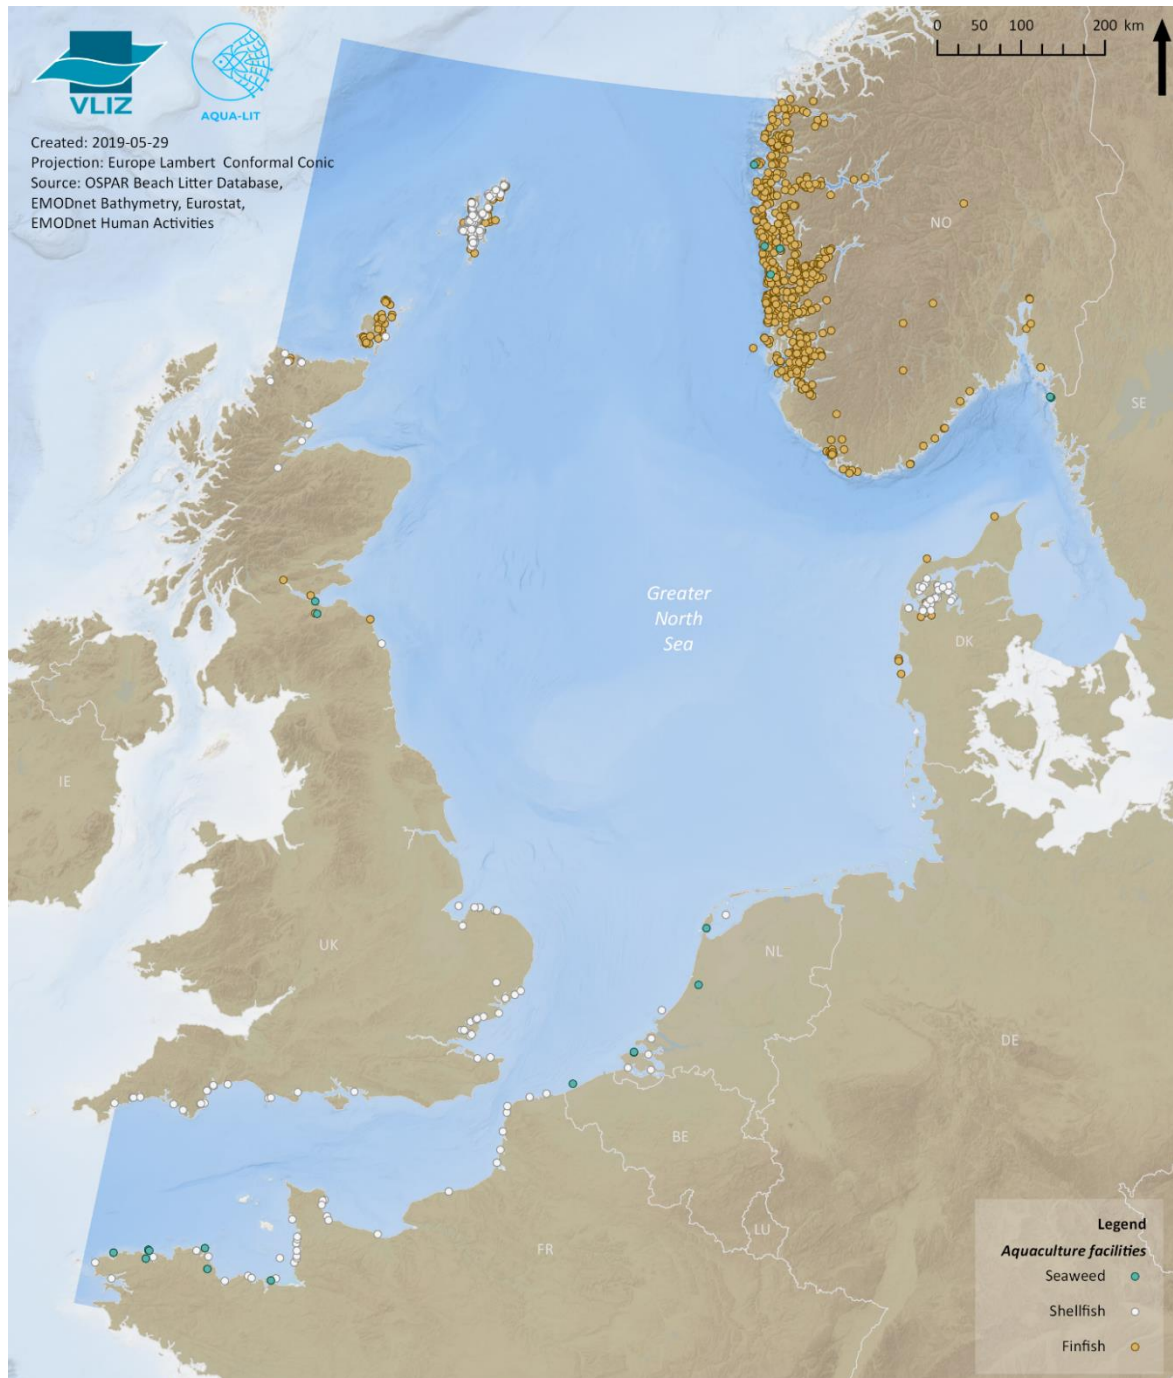 0 50 100 200 km
VLIZ
AQUA-LIT
Created: 2019-05-29
Projection: Europe Lambert Conformal Conic
Source: OSPAR Beach Litter Database,
EMODnet Bathymetry, Eurostat,
EMODnet Human Activities
NO
SE
Greater
North
Sea
DK
IE
UK
NL
DE
BE
LU
FR
Legend
Aquaculture facilities
Seaweed
Shellfish
Finfish